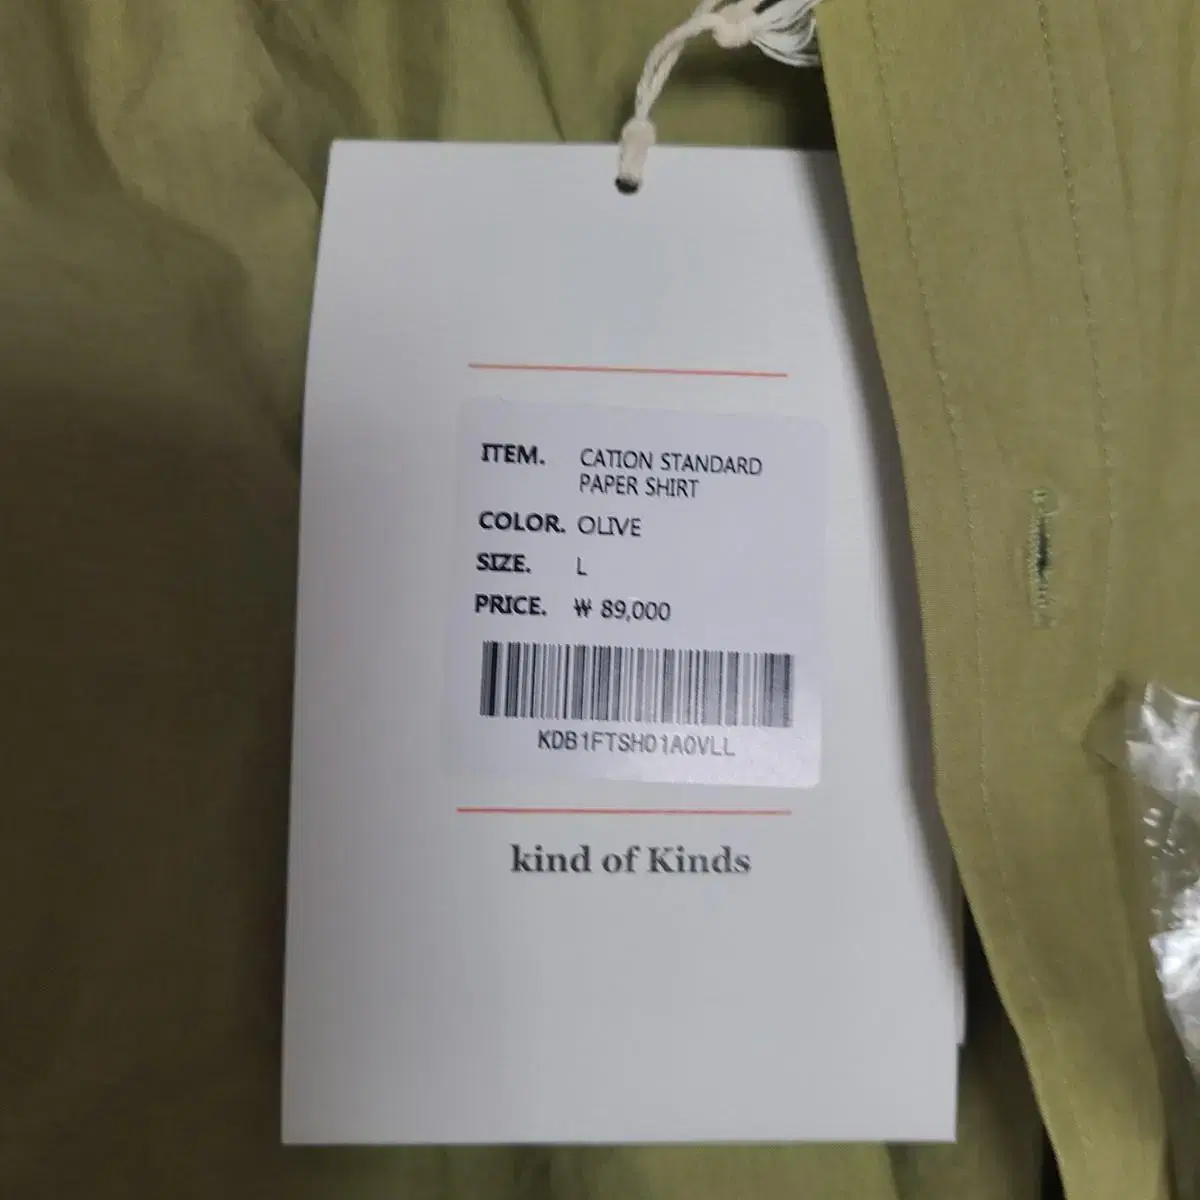 ITEM. CATION STANDARD
PAPER SHIRT
COLOR. OLIVE
SIZE. L
PRICE. ₩ 89,000
KDB1FTSH01A0VLL
kind of Kinds